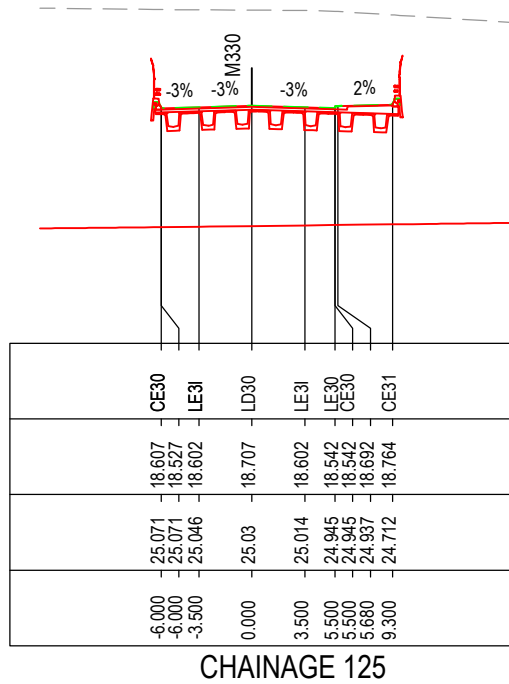 M330
-3% -3% -3% 2%
CE30 LE3I LD30 LE3I LE30 CE30 CE31
18.607 18.527 18.602 18.707 18.602 18.542 18.542 18.692 18.764
25.071 25.071 25.046 25.03 25.014 24.945 24.945 24.937 24.712
-6.000 -6.000 -3.500 0.000 3.500 5.500 5.500 5.680 9.300
CHAINAGE 125